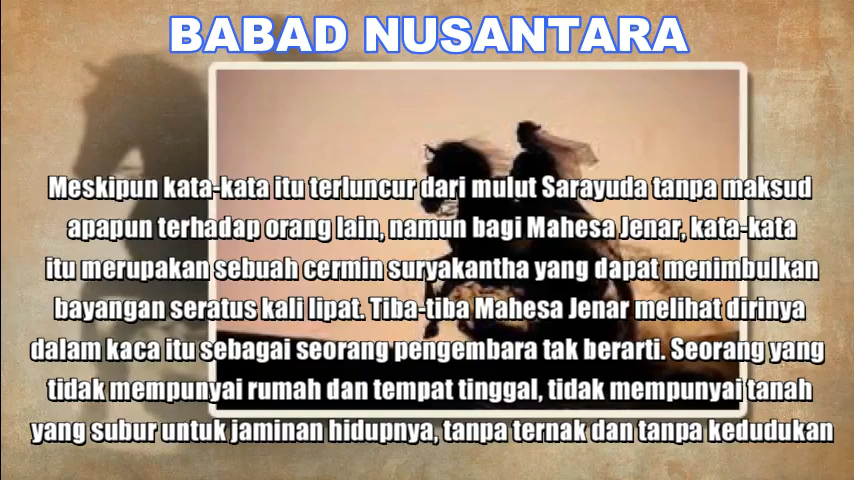 BABAD NUSANTARA
Meskipun kata-kata itu terluncur dari mulut Sarayuda tanpa maksud
apapun terhadap orang lain, namun bagi Mahesa Jenar, kata-kata
itu merupakan sebuah cermin suryakantha yang dapat menimbulkan
bayangan seratus kali lipat. Tiba-tiba Mahesa Jenar melihat dirinya
dalam kaca itu sebagai seorang pengembara tak berarti. Seorang yang
tidak mempunyai rumah dan tempat tinggal, tidak mempunyai tanah
yang subur untuk jaminan hidupnya, tanpa ternak dan tanpa kedudukan